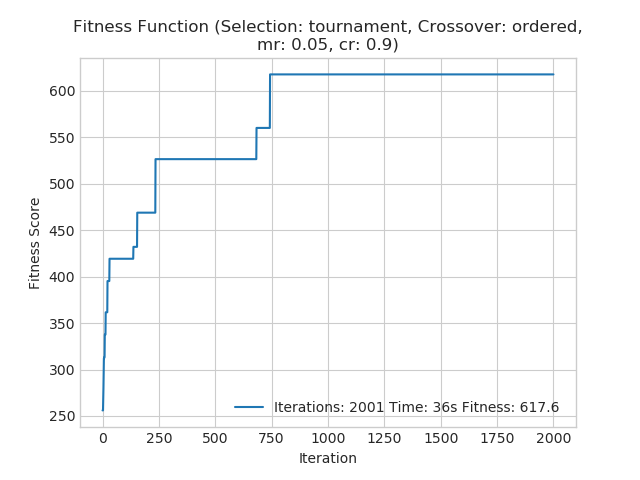 Fitness Function (Selection: tournament, Crossover: ordered,
mr: 0.05, cr: 0.9)
Fitness Score
600
550
500
450
400
350
300
250
Iterations: 2001 Time: 36s Fitness: 617.6
0 250 500 750 1000 1250 1500 1750 2000
Iteration